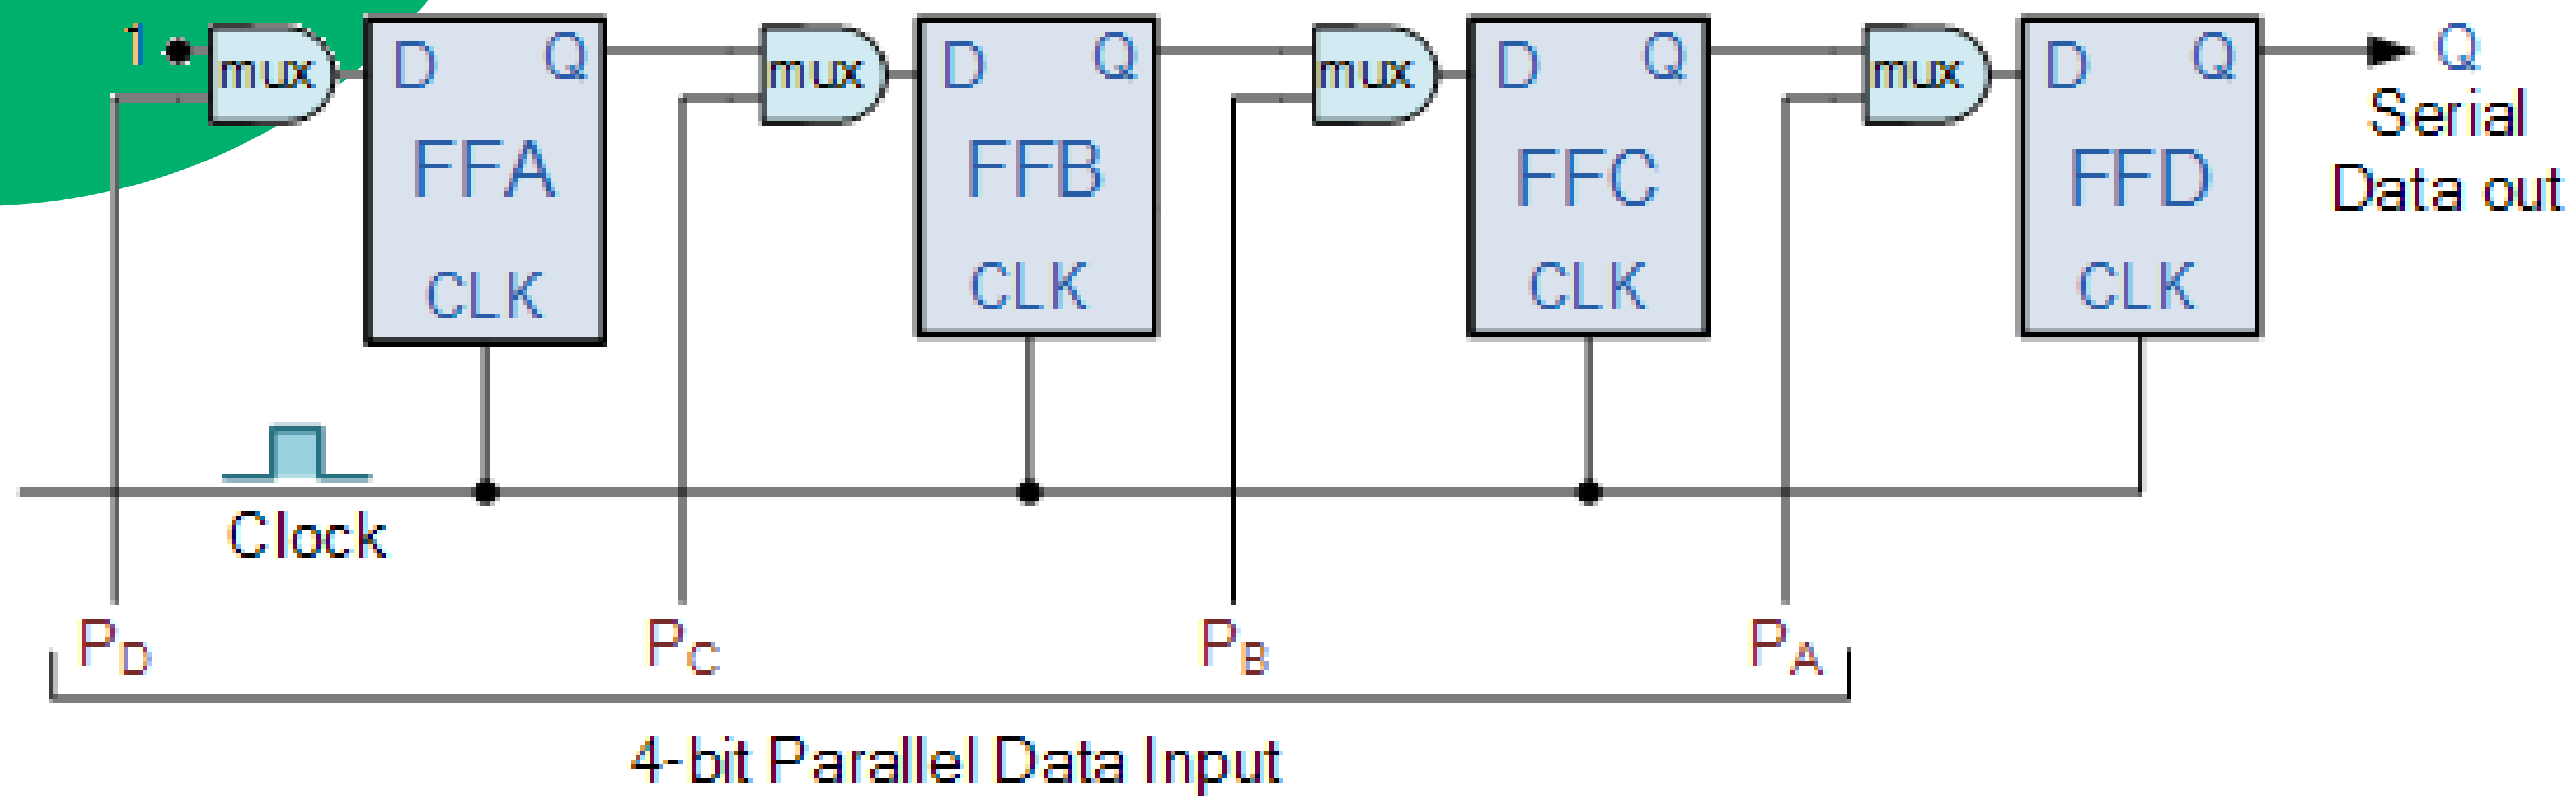 1 mux D Q mux D Q mux D Q mux D Q Q
FFA FFB FFC FFD Serial
Data out
CLK CLK CLK CLK
Clock
PD PC PB PA
4-bit Parallel Data Input